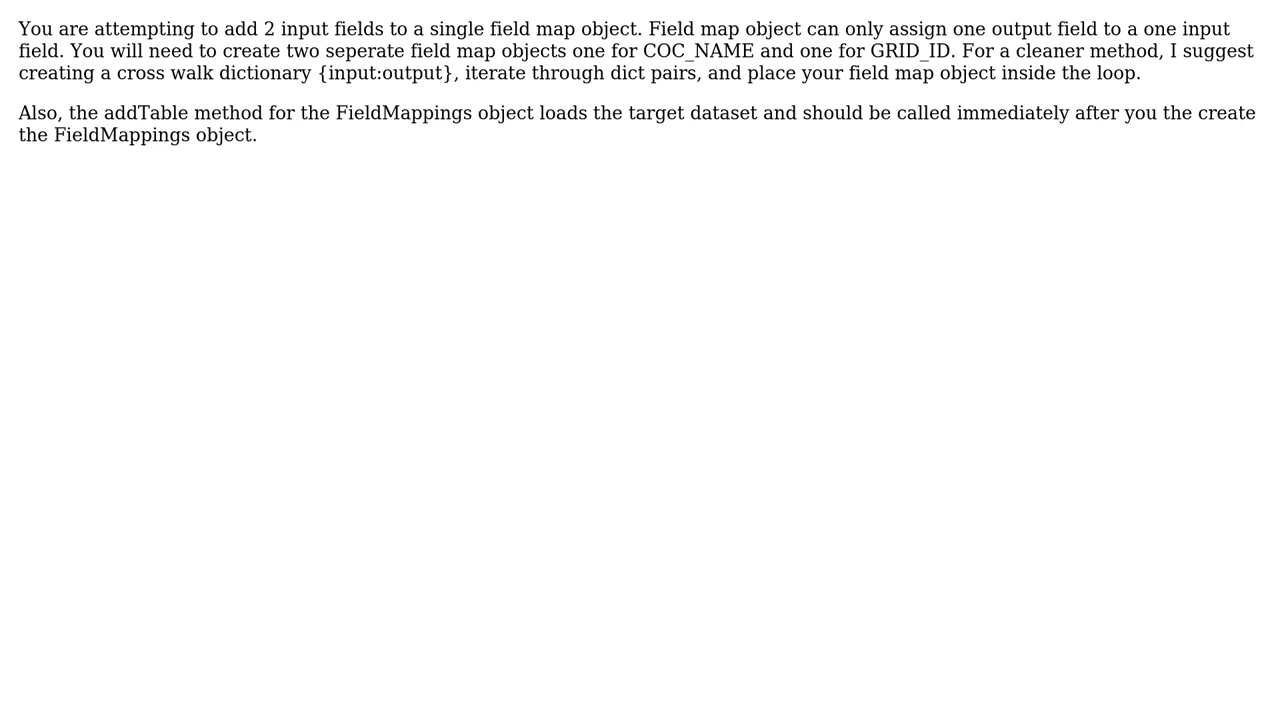 You are attempting to add 2 input fields to a single field map object. Field map object can only assign one output field to a one input
field. You will need to create two seperate field map objects one for COC_NAME and one for GRID_ID. For a cleaner method, I suggest
creating a cross walk dictionary {input:output}, iterate through dict pairs, and place your field map object inside the loop.
Also, the addTable method for the FieldMappings object loads the target dataset and should be called immediately after you the create
the FieldMappings object.